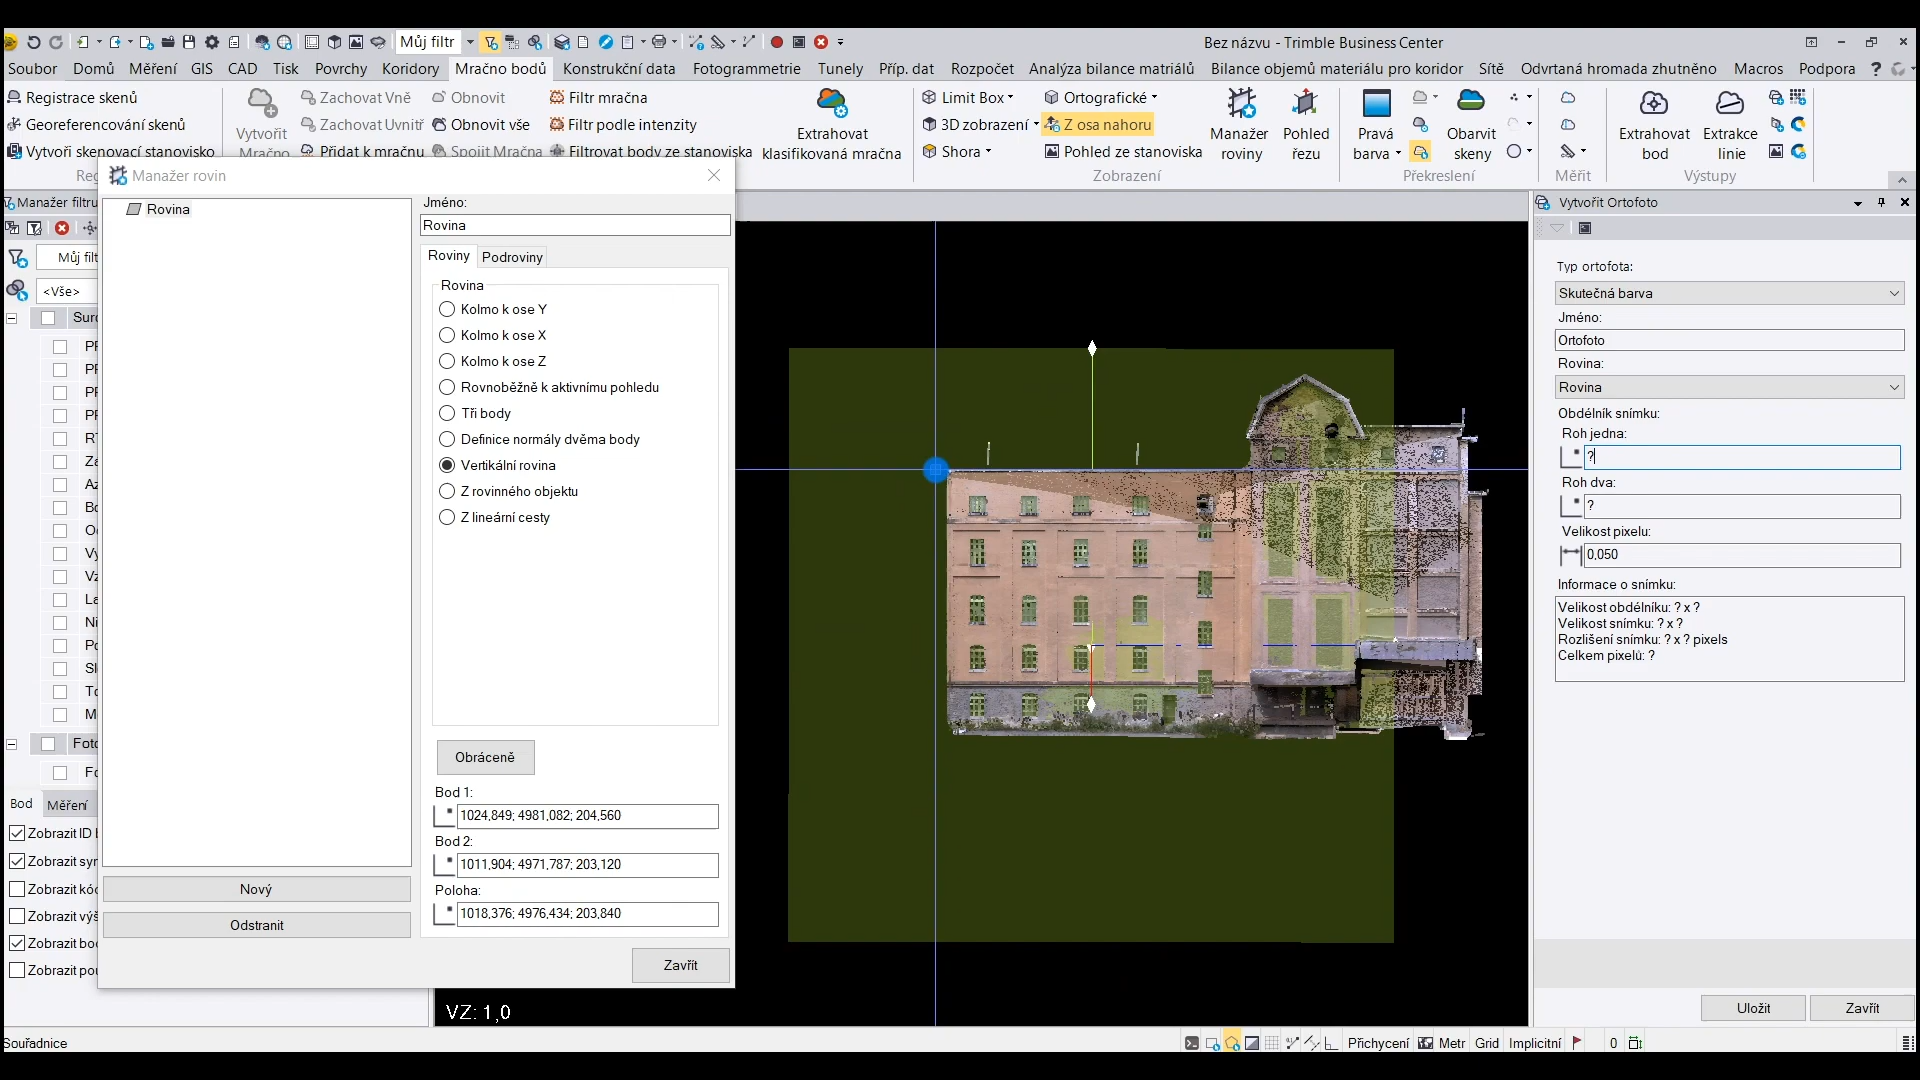 Můj filtr
Bez názvu - Trimble Business Center
Soubor Domů Měření GIS CAD Tisk Povrchy Koridory Mračno bodů Konstrukční data Fotogrammetrie Tunely Příp. dat Rozpočet Analýza bilance matriálů Bilance objemů materiálu pro koridor Sítě Odvrtaná hromada zhutněno Macros Podpora ?
Registrace skenů
Georeferencování skenů
Vytvoři skenovací stanovisko
Vytvořit
Mračno
Zachovat Vně
Zachovat Uvnitř
Přidat k mračnu
Obnovit
Obnovit vše
Spojit Mračna
Filtr mračna
Filtr podle intenzity
Filtrovat body ze stanoviska
Extrahovat
klasifikovaná mračna
Limit Box
3D zobrazení
Shora
Ortografické
Z osa nahoru
Pohled ze stanoviska
Manažer
roviny
Pohled
řezu
Zobrazení
Pravá
barva
Obarvit
skeny
Překreslení
Měřit
Extrahovat
bod
Extrakce
linie
Výstupy
Manažer filtru
Můj filt
<Vše>
Bod
Měření
Zobrazit ID b
Zobrazit syr
Zobrazit kóc
Zobrazit výš
Zobrazit boc
Zobrazit pou
Manažer rovin
Rovina
Nový
Odstranit
Jméno:
Rovina
Roviny Podroviny
Rovina
Kolmo k ose Y
Kolmo k ose X
Kolmo k ose Z
Rovnoběžně k aktivnímu pohledu
Tři body
Definice normály dvěma body
Vertikální rovina
Z rovinného objektu
Z lineární cesty
Obráceně
Bod 1:
1024,849; 4981,082; 204,560
Bod 2:
1011,904; 4971,787; 203,120
Poloha:
1018,376; 4976,434; 203,840
Zavřít
VZ: 1,0
Vytvořit Ortofoto
Typ ortofota:
Skutečná barva
Jméno:
Ortofoto
Rovina:
Rovina
Obdélník snímku:
Roh jedna:
?
Roh dva:
?
Velikost pixelu:
0,050
Informace o snímku:
Velikost obdélníku: ? x ?
Velikost snímku: ? x ?
Rozlišení snímku: ? x ? pixels
Celkem pixelů: ?
Uložit
Zavřít
Souřadnice
Přichycení Metr Grid Implicitní 0